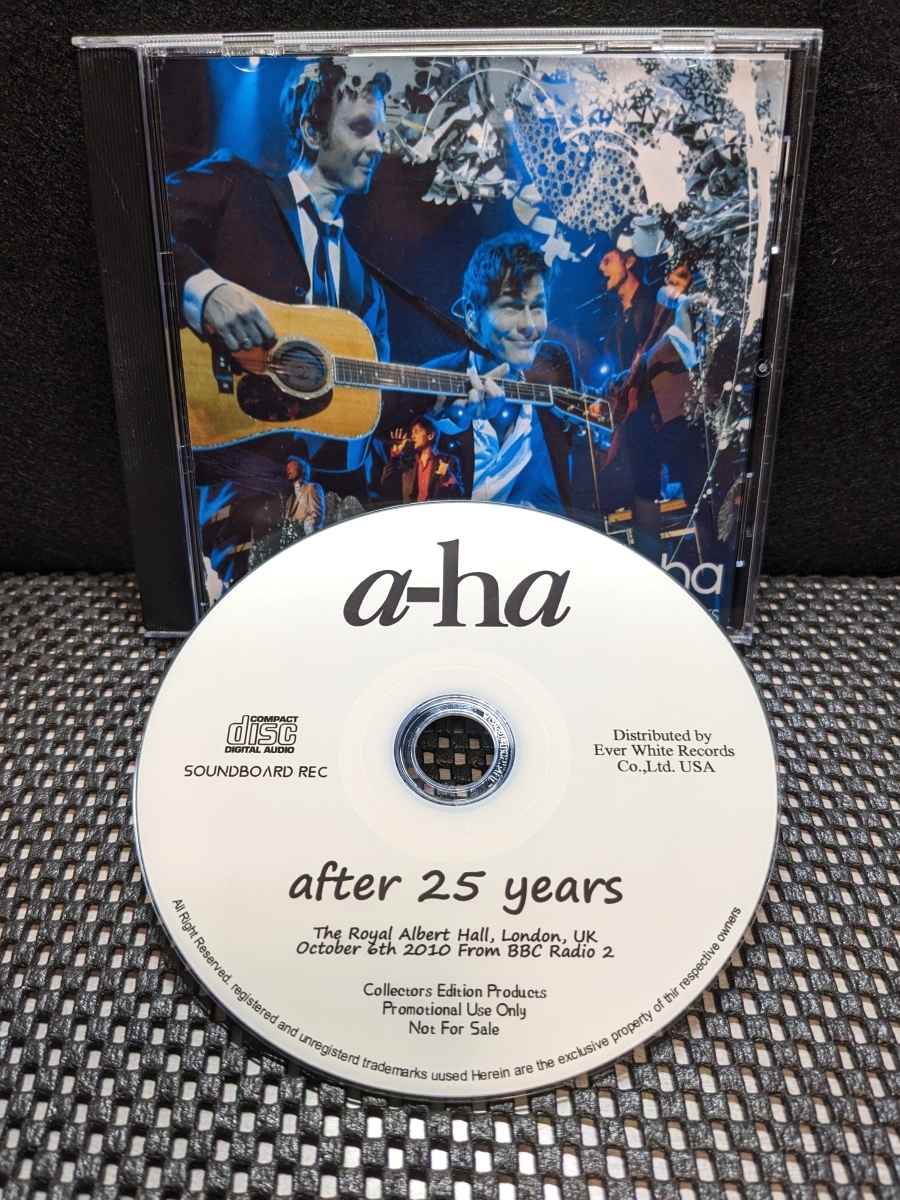 ha
a-ha
COMPACT
disc
DIGITAL AUDIO
SOUNDBOARD REC
Distributed by
Ever White Records
Co.,Ltd. USA
after 25 years
The Royal Albert Hall, London, UK
October 6th 2010 From BBC Radio 2
Collectors Edition Products
Promotional Use Only
Not For Sale
All Right Reserved. registered and unregisterd trademarks uused Herein are the exclusive property of thir respective owners